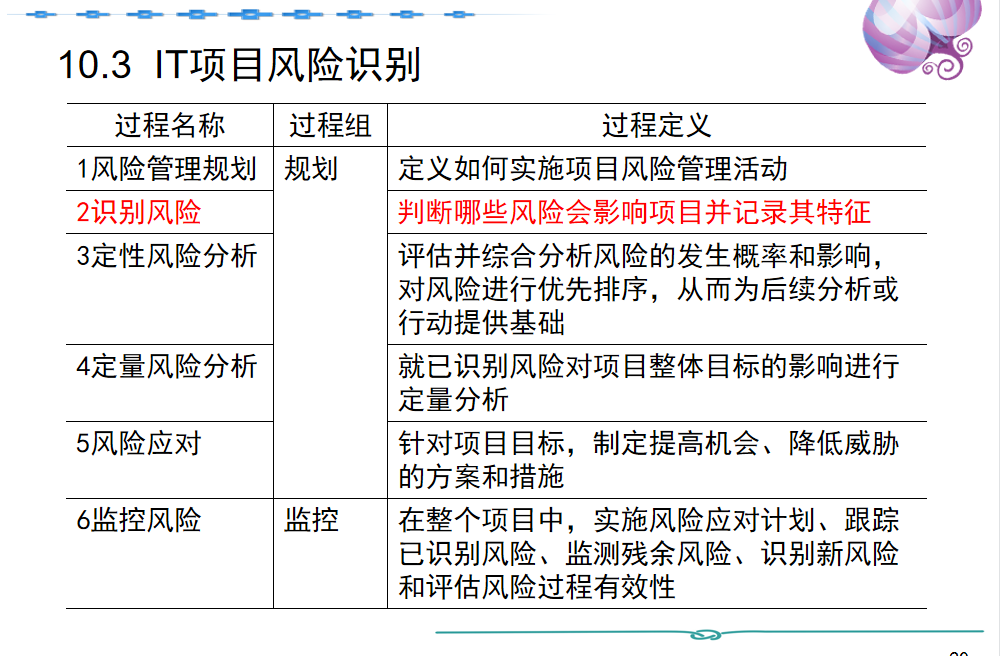 10.3 IT项目风险识别
过程名称 过程组 过程定义
1风险管理规划 规划 定义如何实施项目风险管理活动
2识别风险 判断哪些风险会影响项目并记录其特征
3定性风险分析 评估并综合分析风险的发生概率和影响，
对风险进行优先排序，从而为后续分析或
行动提供基础
4定量风险分析 就已识别风险对项目整体目标的影响进行
定量分析
5风险应对 针对项目目标，制定提高机会、降低威胁
的方案和措施
6监控风险 监控 在整个项目中，实施风险应对计划、跟踪
已识别风险、监测残余风险、识别新风险
和评估风险过程有效性